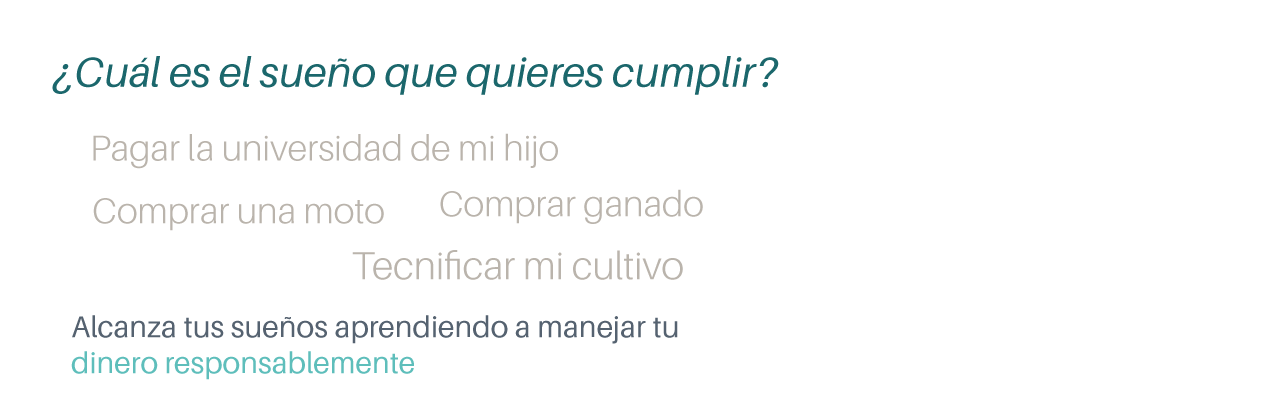 ¿Cuál es el sueño que quieres cumplir?
Pagar la universidad de mi hijo
Comprar una moto
Comprar ganado
Tecnificar mi cultivo
Alcanza tus sueños aprendiendo a manejar tu
dinero responsablemente